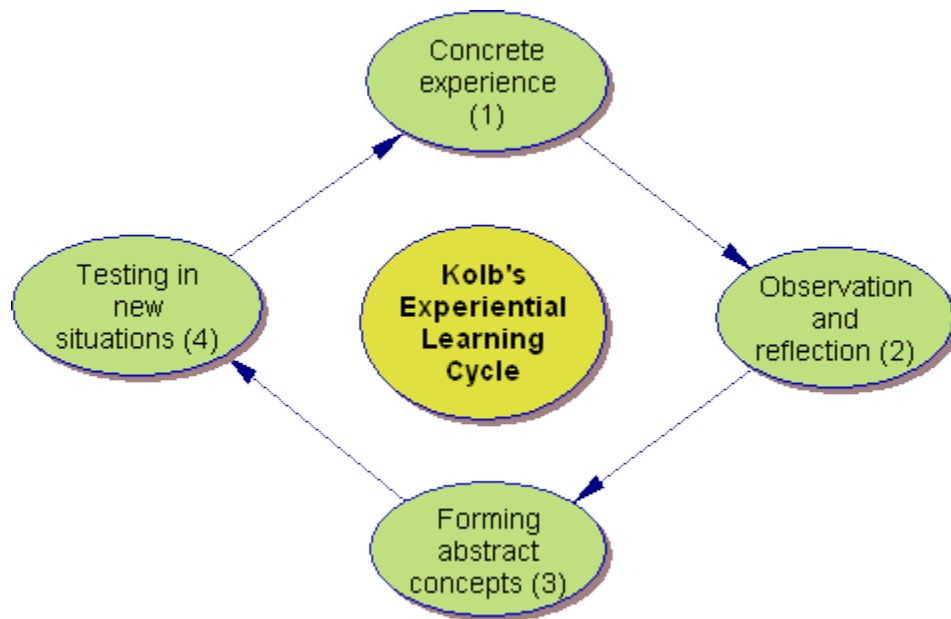 Concrete
experience
(1)
Testing in
new
situations (4)
Kolb's
Experiential
Learning
Cycle
Observation
and
reflection (2)
Forming
abstract
concepts (3)